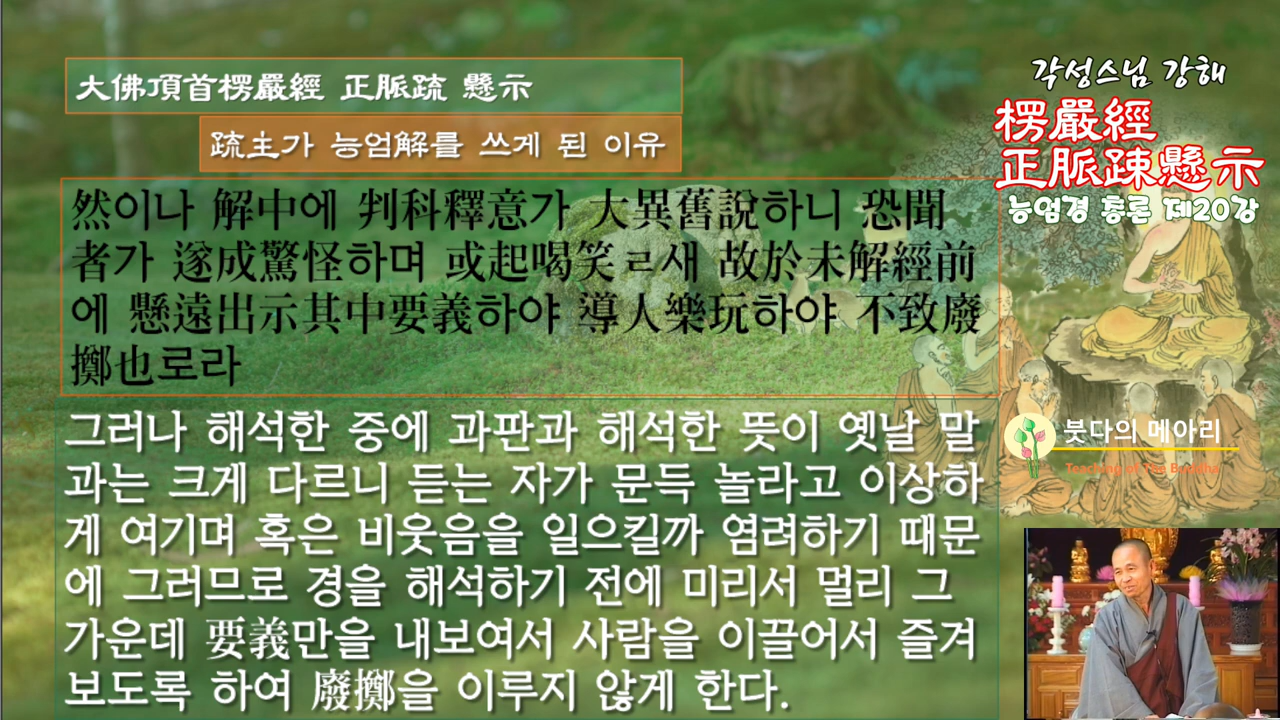 大佛頂首楞嚴經 正脈疏 懸示
疏主가 능엄解를 쓰게 된 이유
然이나 解中에 判科釋意가 大異舊說하니 恐聞
者가 遂成驚怪하며 或起喝笑ㄹ새 故於未解經前
에 懸遠出示其中要義하야 導人樂玩하야 不致廢
擲也로라
그러나 해석한 중에 과판과 해석한 뜻이 옛날 말
과는 크게 다르니 듣는 자가 문득 놀라고 이상하
게 여기며 혹은 비웃음을 일으킬까 염려하기 때문
에 그러므로 경을 해석하기 전에 미리서 멀리 그
가운데 要義만을 내보여서 사람을 이끌어서 즐겨
보도록 하여 廢擲을 이루지 않게 한다.
각성스님 강해
楞嚴經
正脈疎懸示
능엄경 총론 제20강
붓다의 메아리
Teaching of The Buddha